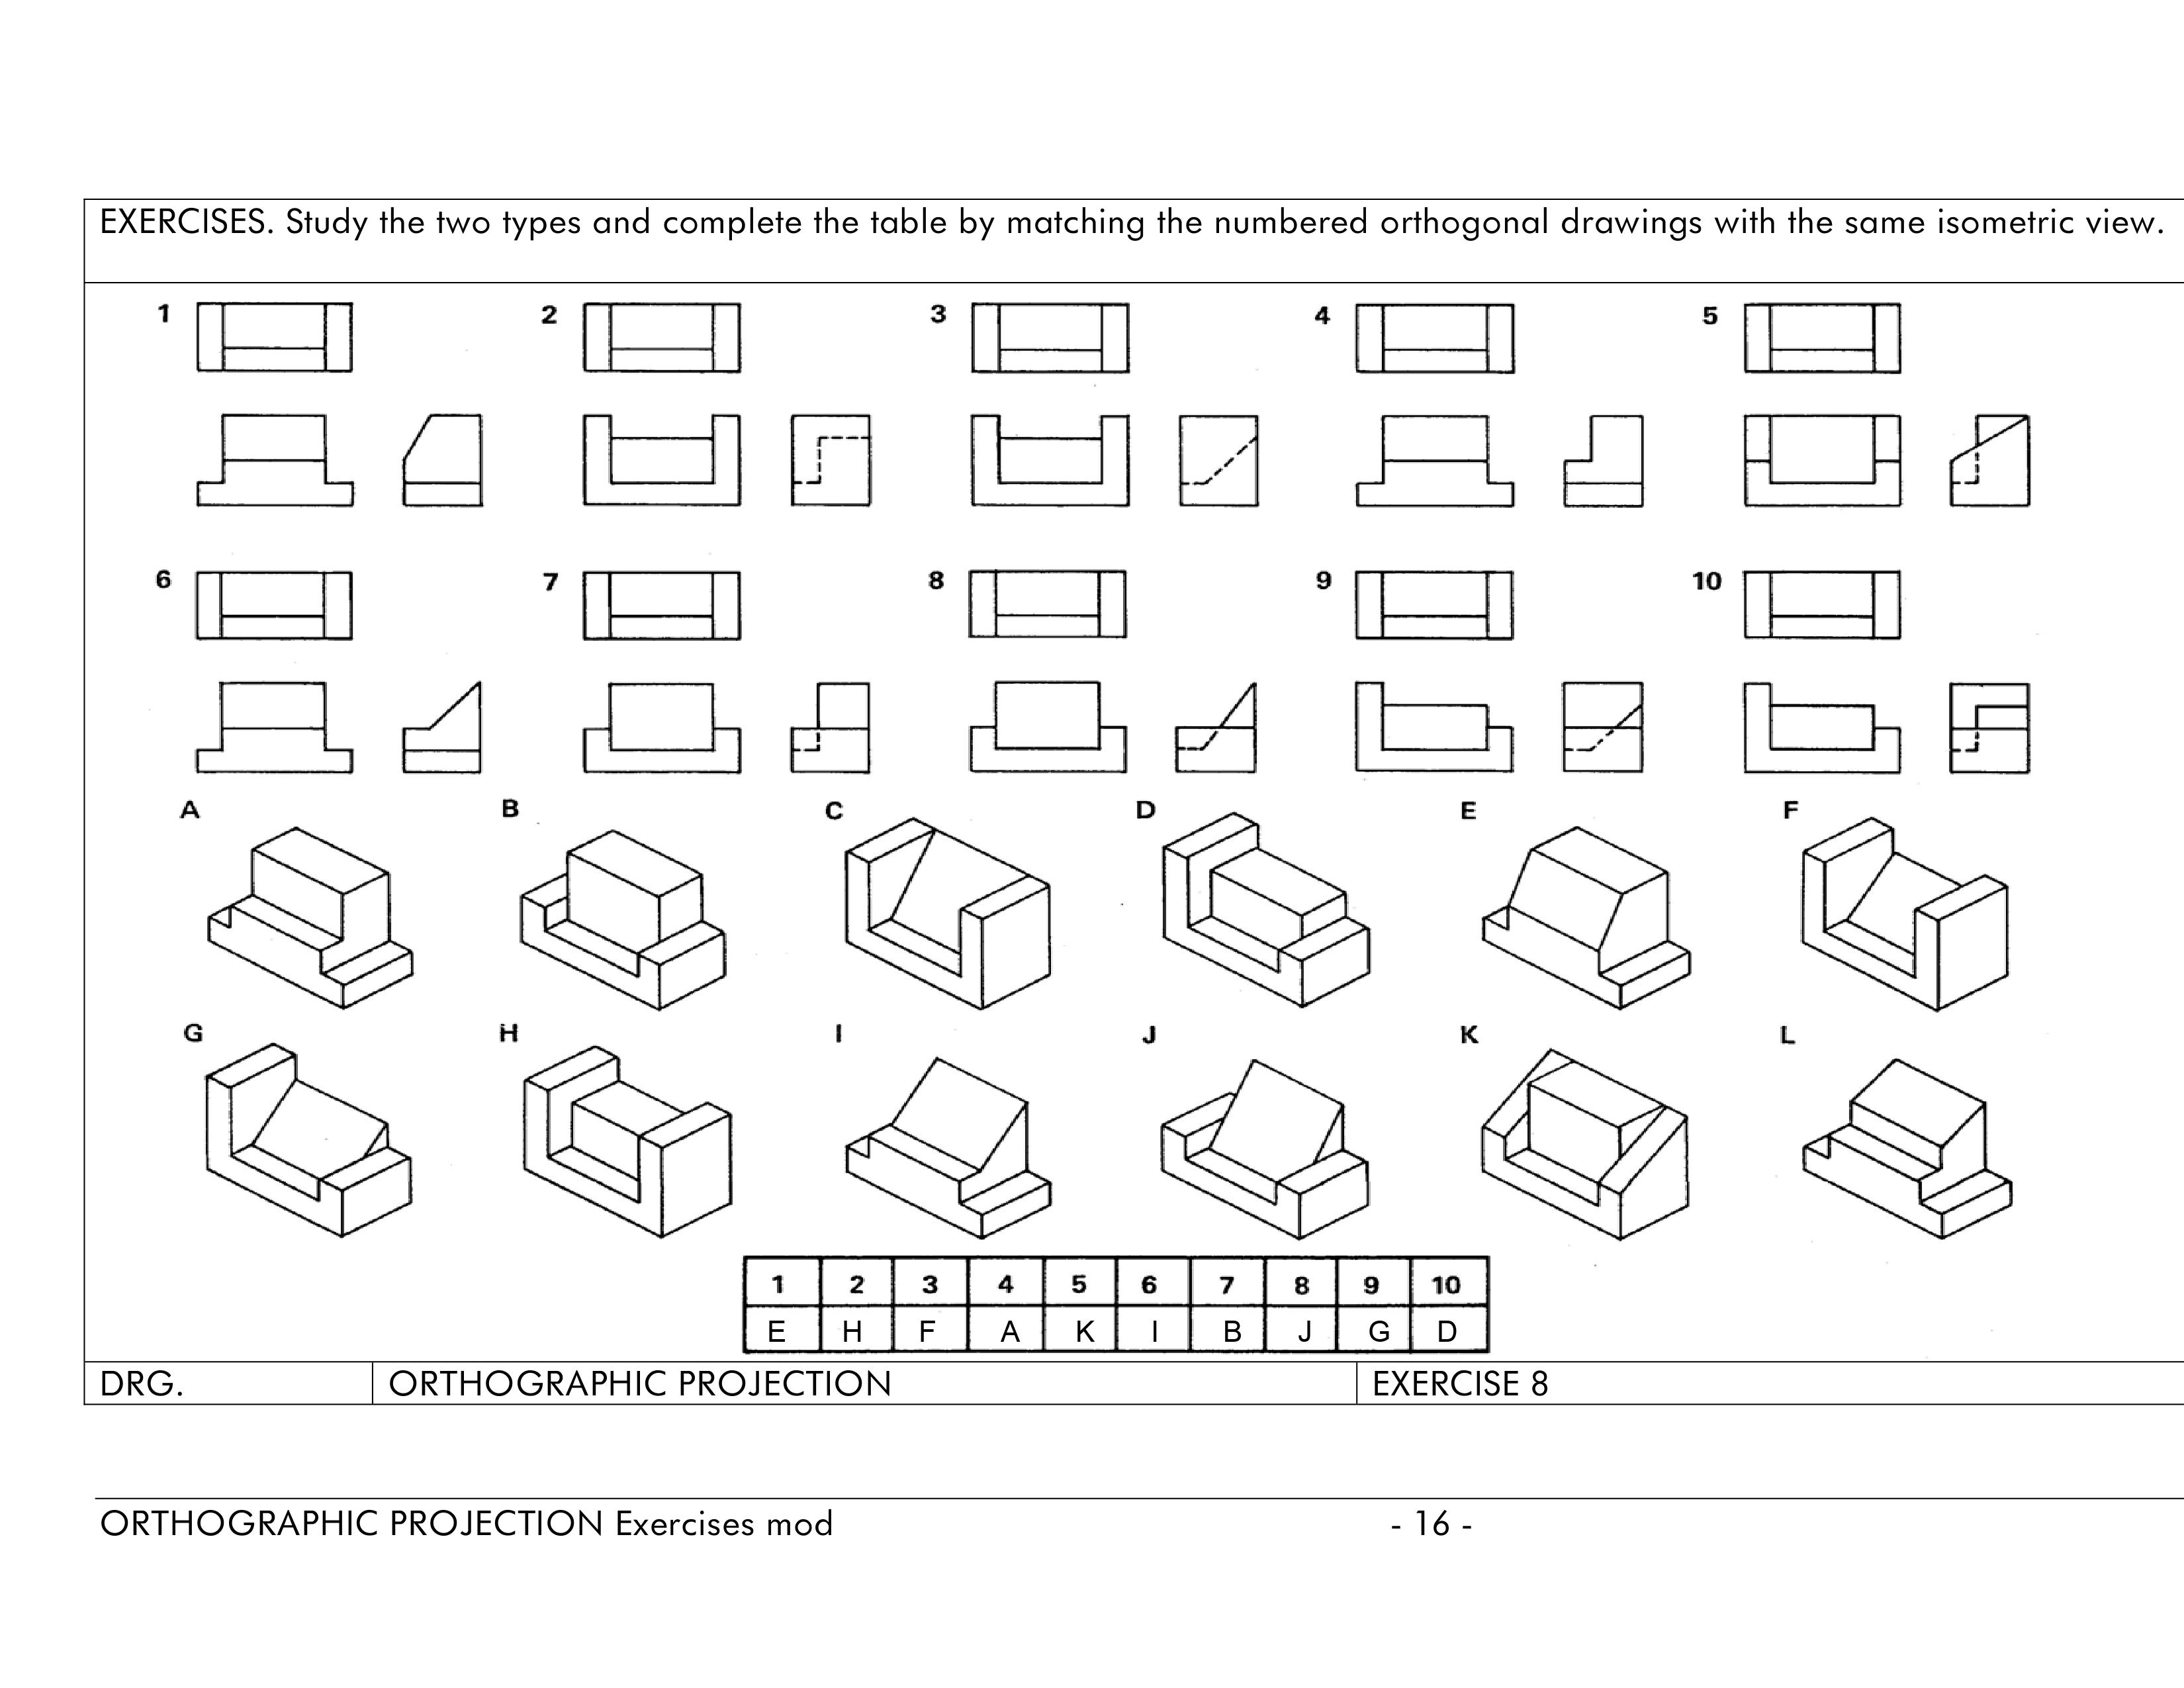 EXERCISES. Study the two types and complete the table by matching the numbered orthogonal drawings with the same isometric view.
1 2 3 4 5
6 7 8 9 10
A B C D E F
G H I J K L
1 2 3 4 5 6 7 8 9 10
E H F A K I B J G D
DRG. ORTHOGRAPHIC PROJECTION EXERCISE 8
ORTHOGRAPHIC PROJECTION Exercises mod - 16 -